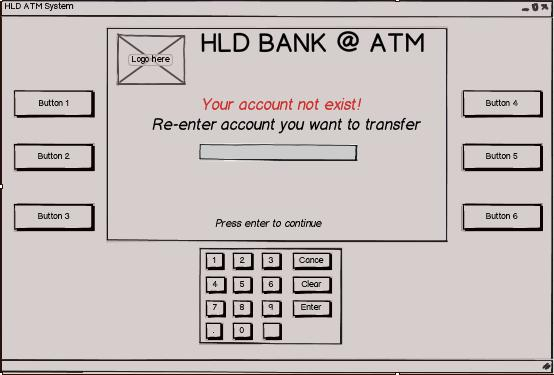 HLD ATM System
HLD BANK @ ATM
Logo here
Your account not exist!
Re-enter account you want to transfer
Button 1
Button 4
Button 2
Button 5
Button 3
Button 6
Press enter to continue
1 2 3 Cance
4 5 6 Clear
7 8 9 Enter
. 0